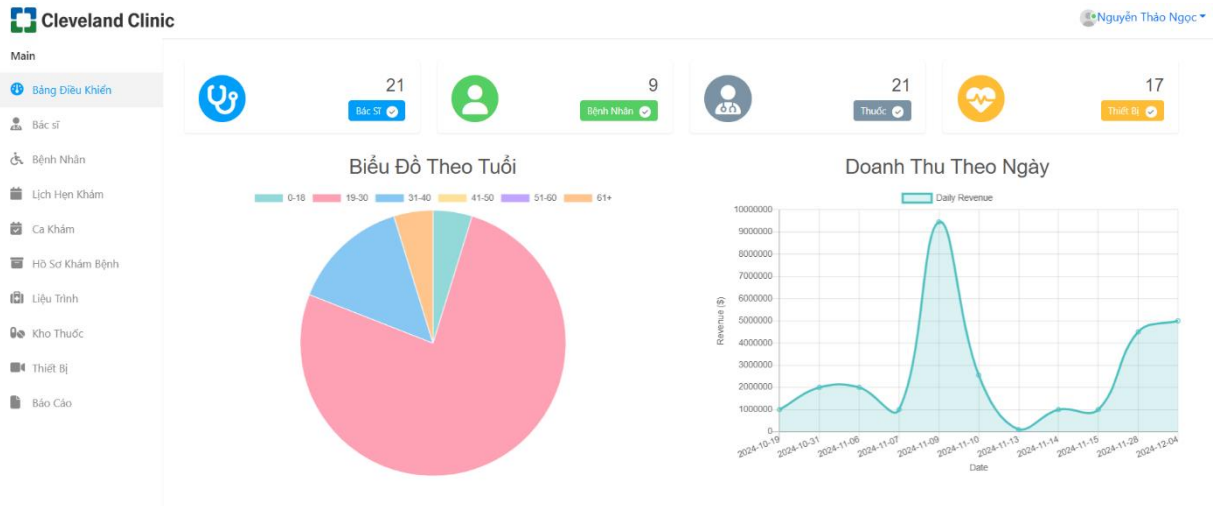 Cleveland Clinic
Nguyễn Thảo Ngọc
Main
Bảng Điều Khiển
Bác sĩ
Bệnh Nhân
Lịch Hẹn Khám
Ca Khám
Hồ Sơ Khám Bệnh
Liệu Trình
Kho Thuốc
Thiết Bị
Báo Cáo
21
Bác Sĩ
9
Bệnh Nhân
21
Thuốc
17
Thiết Bị
Biểu Đồ Theo Tuổi
0-18 19-30 31-40 41-50 51-60 61+
Doanh Thu Theo Ngày
Daily Revenue
10000000
9000000
8000000
7000000
6000000
5000000
4000000
3000000
2000000
1000000
0
Revenue ($)
2024-10-19 2024-10-31 2024-11-06 2024-11-07 2024-11-09 2024-11-10 2024-11-13 2024-11-14 2024-11-15 2024-11-28 2024-12-04
Date